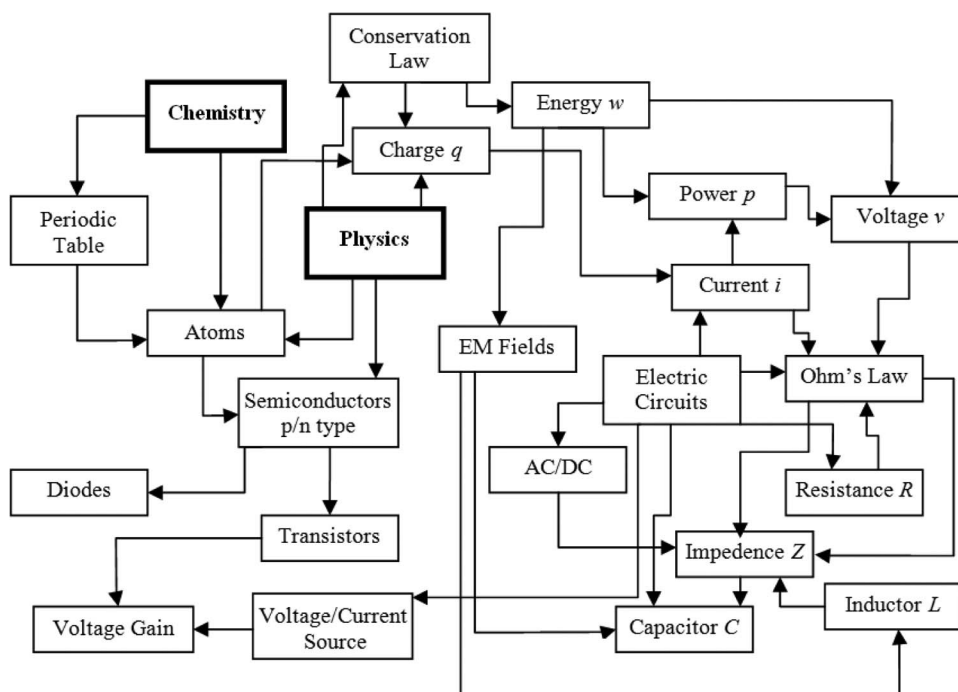 Conservation
Law
Chemistry
Energy w
Charge q
Power p
Periodic
Table
Physics
Voltage v
Current i
Atoms
EM Fields
Electric
Circuits
Ohm's Law
Semiconductors
p/n type
AC/DC
Diodes
Resistance R
Transistors
Impedence Z
Inductor L
Voltage Gain
Voltage/Current
Source
Capacitor C